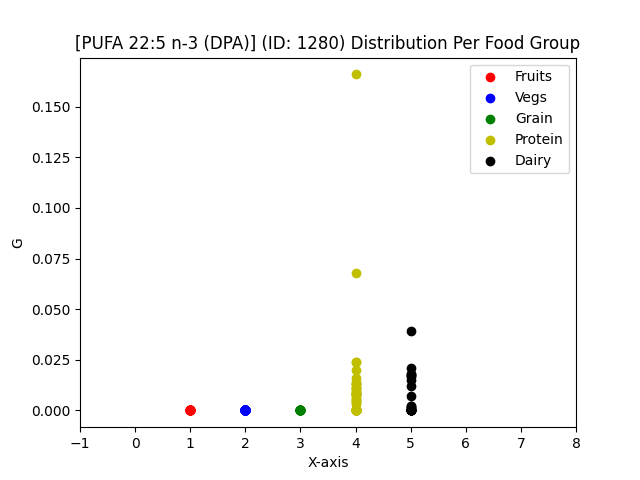 [PUFA 22:5 n-3 (DPA)] (ID: 1280) Distribution Per Food Group
Fruits
Vegs
Grain
Protein
Dairy
0.150
0.125
0.100
0.075
0.050
0.025
0.000
G
−1 0 1 2 3 4 5 6 7 8
X-axis